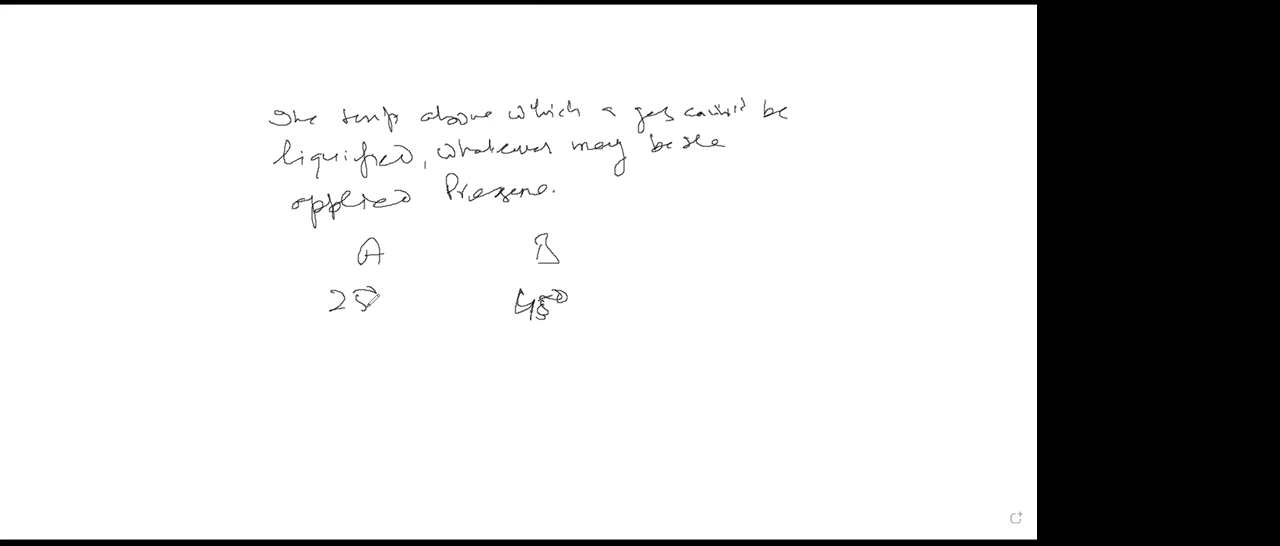 The temp above which a gas cannot be
liquified, whatever may be the
applied Pressure.
A B
25° 45°